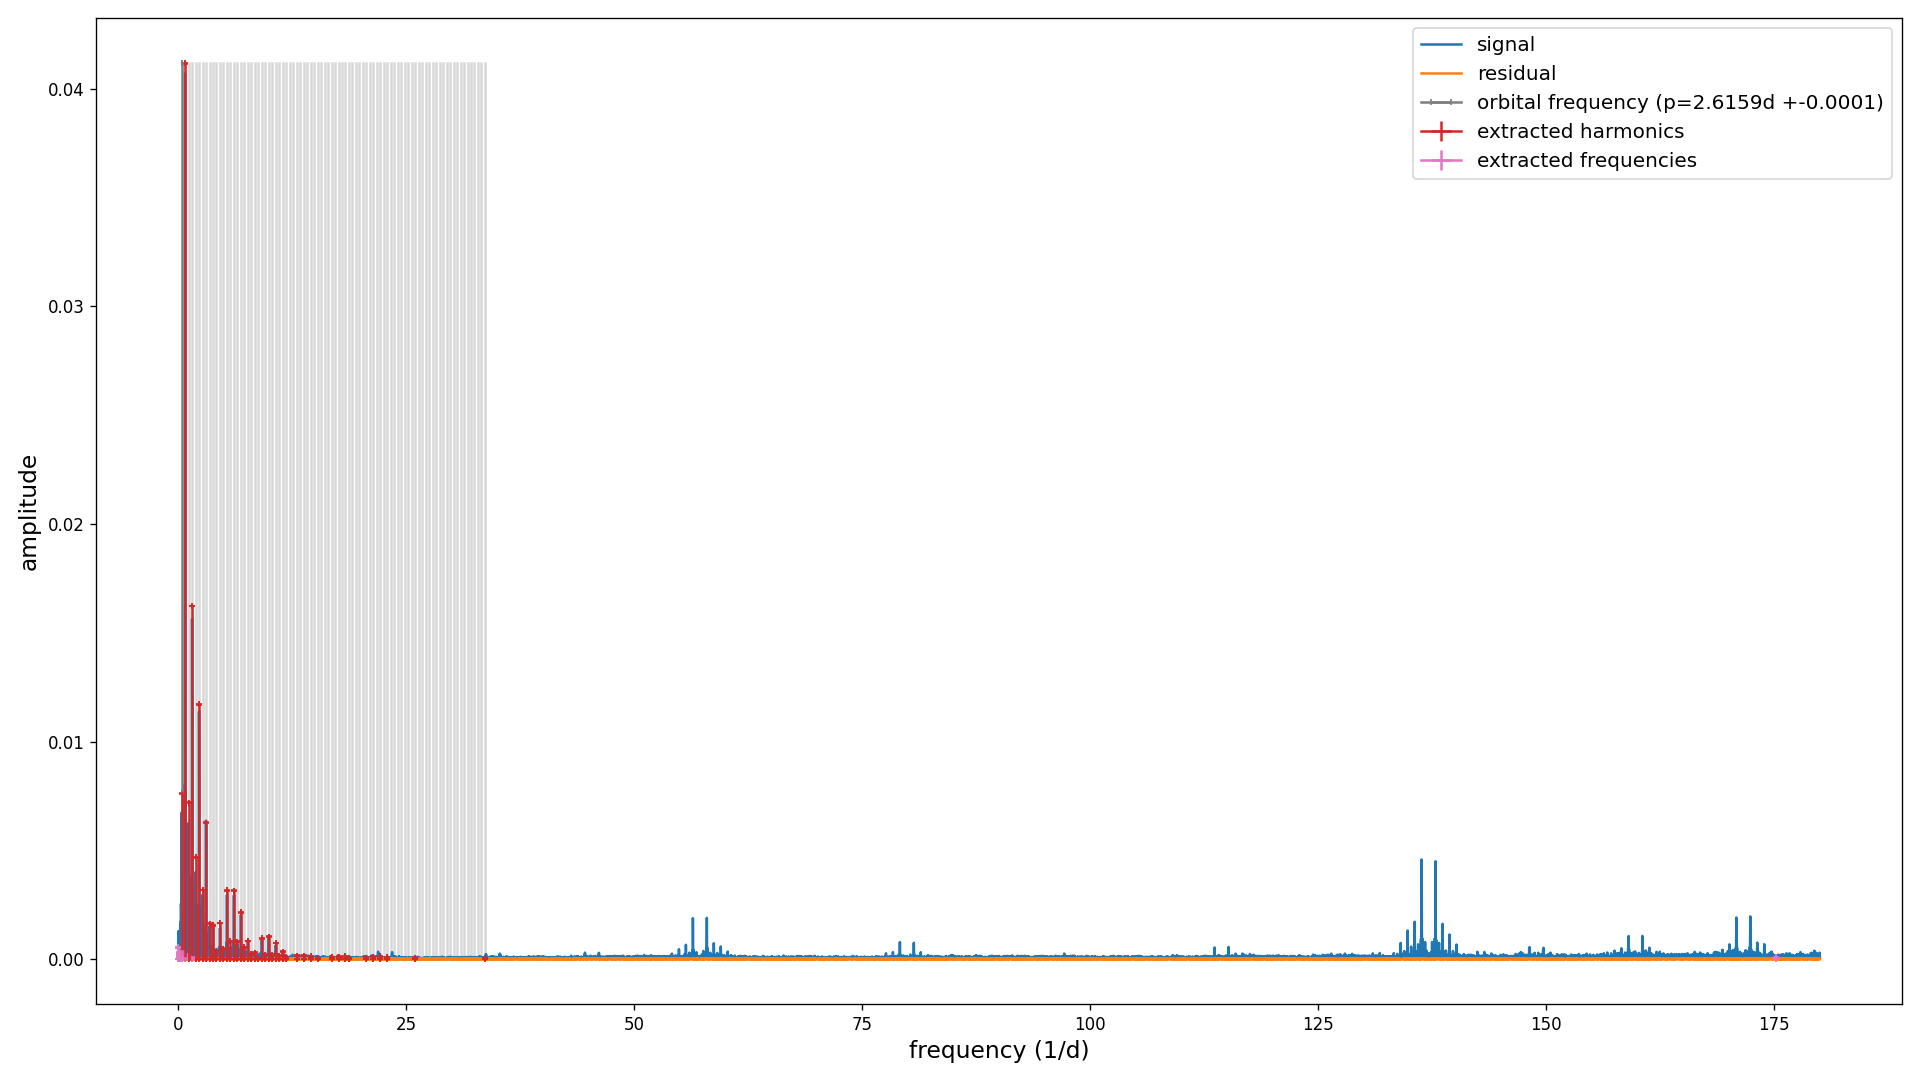 signal
residual
orbital frequency (p=2.6159d +-0.0001)
extracted harmonics
extracted frequencies
amplitude
0.04
0.03
0.02
0.01
0.00
0 25 50 75 100 125 150 175
frequency (1/d)